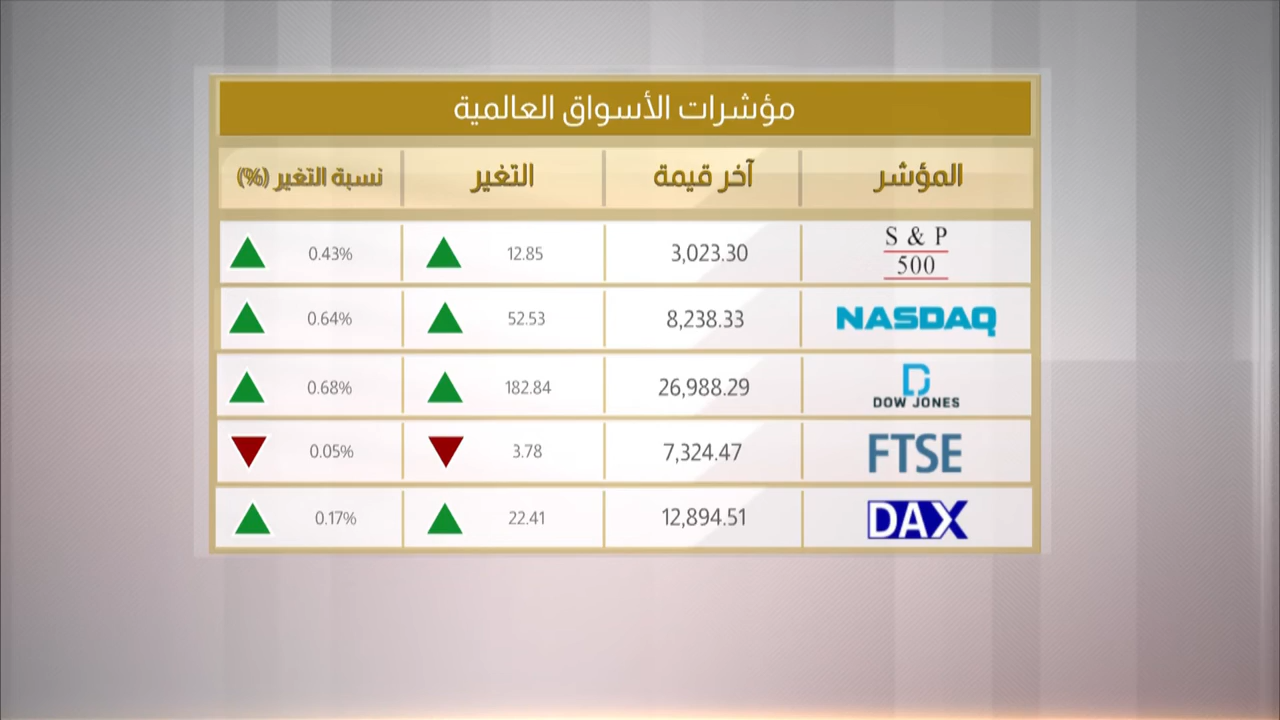 مؤشرات الأسواق العالمية
المؤشر آخر قيمة التغير نسبة التغير (%)
S & P
500 3,023.30 12.85 0.43%
NASDAQ 8,238.33 52.53 0.64%
DOW JONES 26,988.29 182.84 0.68%
FTSE 7,324.47 3.78 0.05%
DAX 12,894.51 22.41 0.17%